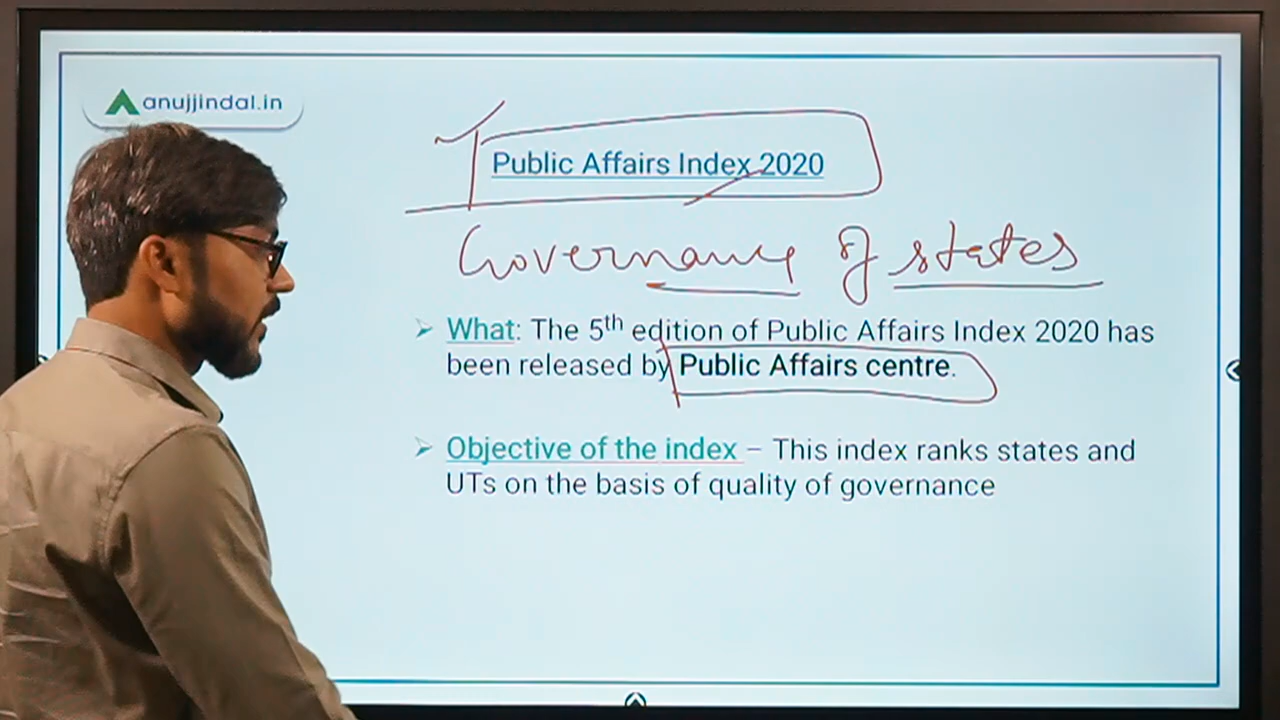 anujjindal.in
Public Affairs Index 2020
Governance of states
➢ What: The 5th edition of Public Affairs Index 2020 has
been released by Public Affairs centre.
➢ Objective of the index – This index ranks states and
UTs on the basis of quality of governance